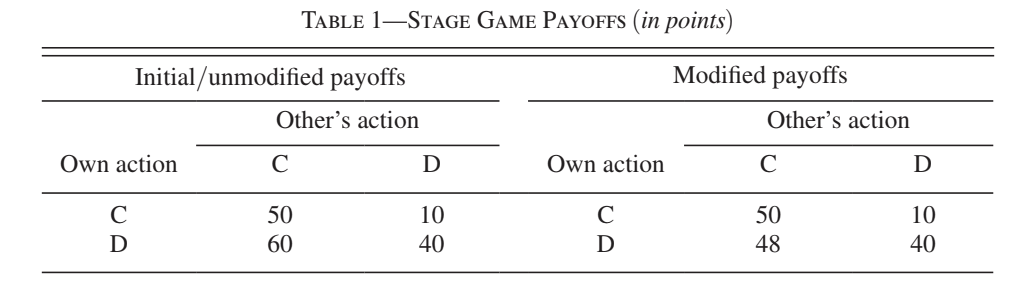 TABLE 1—STAGE GAME PAYOFFS (in points)
Initial/unmodified payoffs Modified payoffs
Other's action Other's action
Own action C D Own action C D
C 50 10 C 50 10
D 60 40 D 48 40